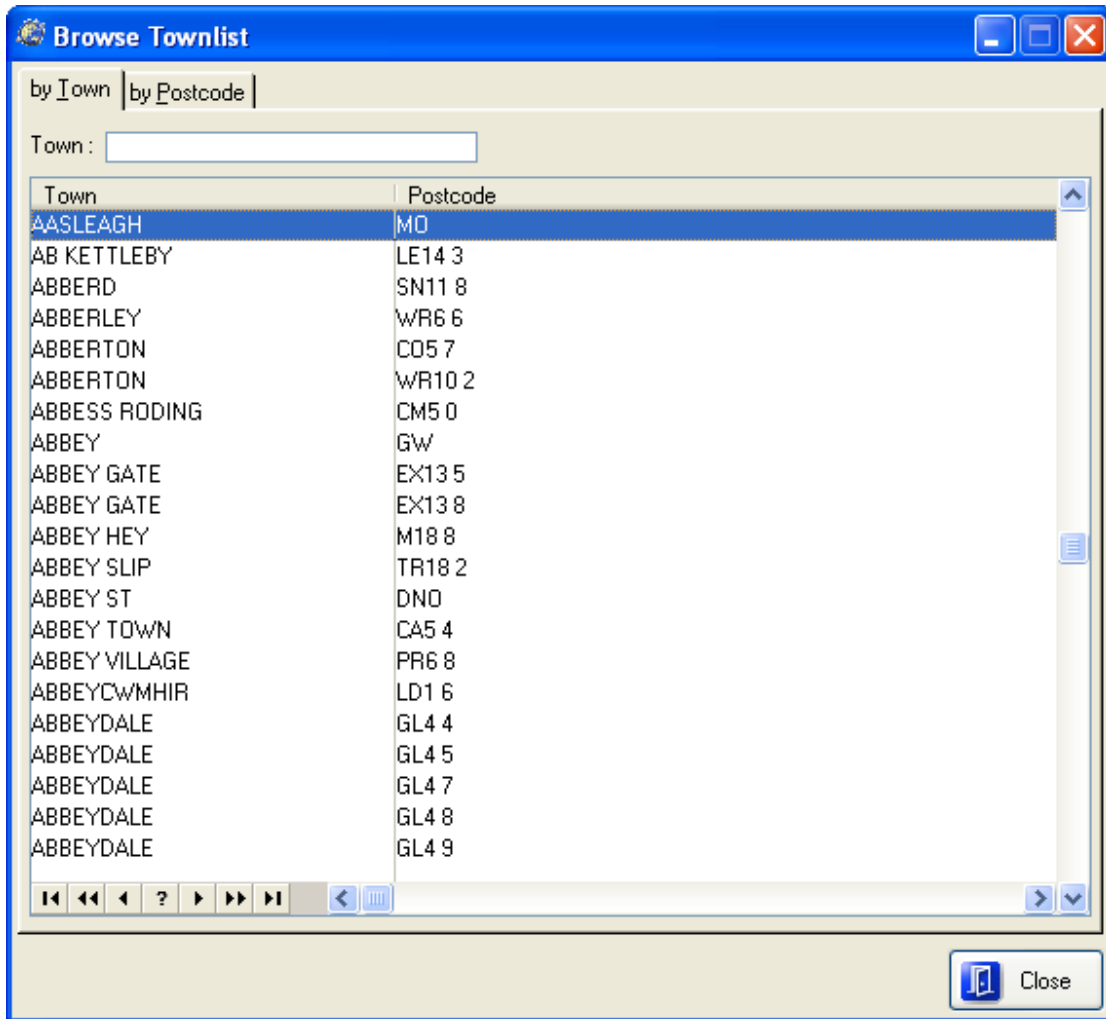 Browse Townlist
by Town by Postcode
Town :
Town Postcode
AASLEAGH MO
AB KETTLEBY LE14 3
ABBERD SN11 8
ABBERLEY WR6 6
ABBERTON CO5 7
ABBERTON WR10 2
ABBESS RODING CM5 0
ABBEY GW
ABBEY GATE EX13 5
ABBEY GATE EX13 8
ABBEY HEY M18 8
ABBEY SLIP TR18 2
ABBEY ST DNO
ABBEY TOWN CA5 4
ABBEY VILLAGE PR6 8
ABBEYCWMHIR LD1 6
ABBEYDALE GL4 4
ABBEYDALE GL4 5
ABBEYDALE GL4 7
ABBEYDALE GL4 8
ABBEYDALE GL4 9
?
Close